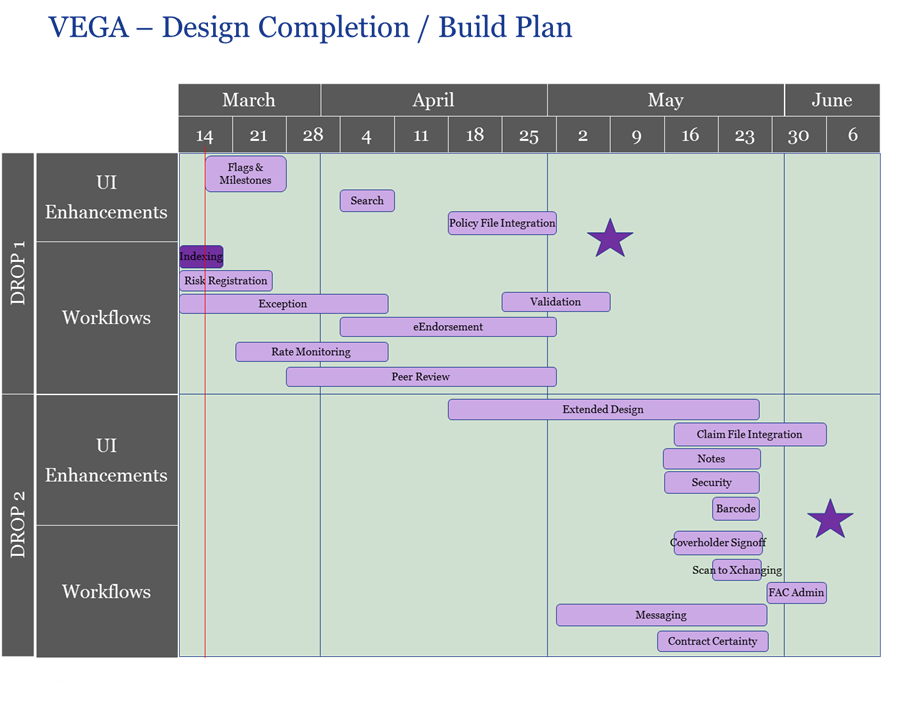 VEGA – Design Completion / Build Plan
March April May June
14 21 28 4 11 18 25 2 9 16 23 30 6
DROP 1
UI
Enhancements
Flags &
Milestones
Search
Policy File Integration
Workflows
Indexing
Risk Registration
Exception
Validation
eEndorsement
Rate Monitoring
Peer Review
DROP 2
UI
Enhancements
Extended Design
Claim File Integration
Notes
Security
Barcode
Workflows
Coverholder Signoff
Scan to Xchanging
FAC Admin
Messaging
Contract Certainty